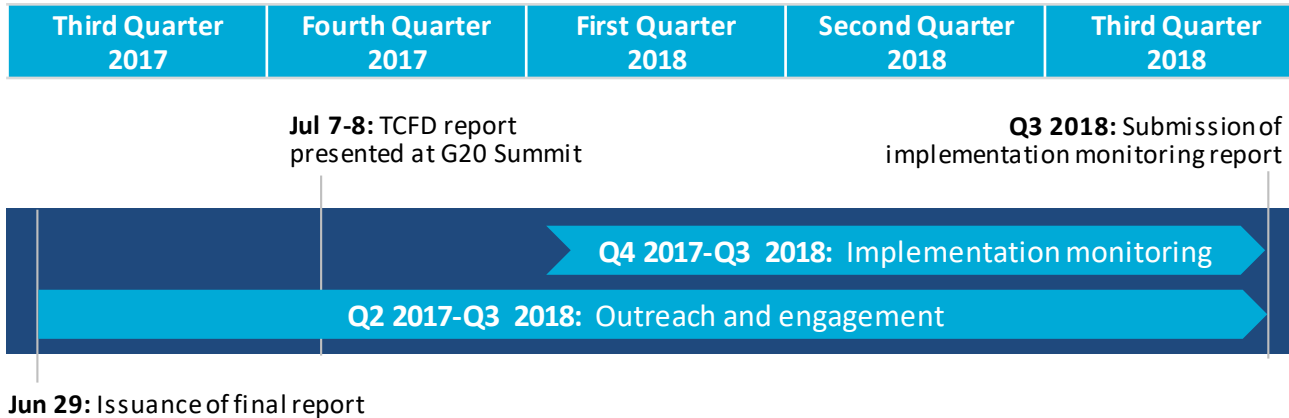 Third Quarter
2017
Fourth Quarter
2017
First Quarter
2018
Second Quarter
2018
Third Quarter
2018
Jul 7-8: TCFD report
presented at G20 Summit
Q3 2018: Submission of
implementation monitoring report
Q4 2017-Q3 2018: Implementation monitoring
Q2 2017-Q3 2018: Outreach and engagement
Jun 29: Issuance of final report